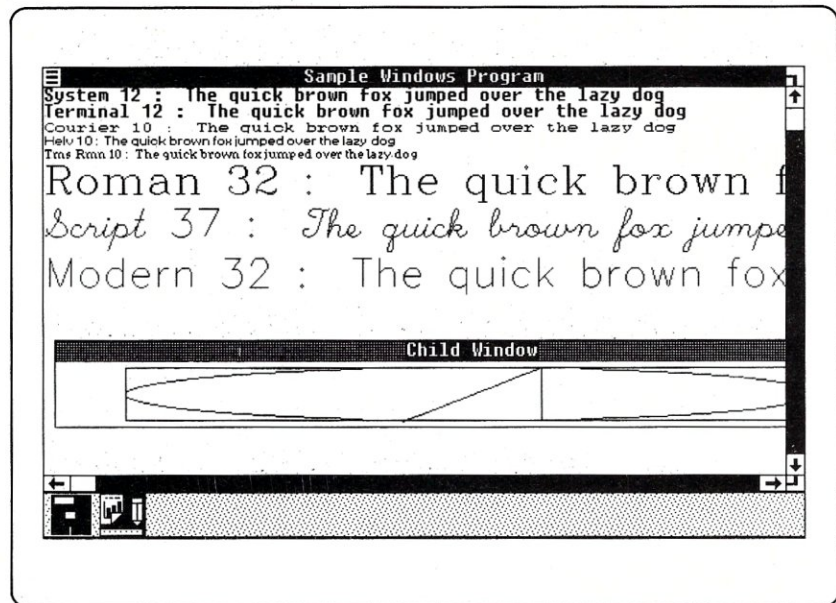 Sample Windows Program
System 12 : The quick brown fox jumped over the lazy dog
Terminal 12 : The quick brown fox jumped over the lazy dog
Courier 10 : The quick brown fox jumped over the lazy dog
Helv 10 : The quick brown fox jumped over the lazy dog
Tms Rmn 10 : The quick brown fox jumped over the lazy dog
Roman 32 : The quick brown f
Script 37 : The quick brown fox jumpe
Modern 32 : The quick brown fox
Child Window